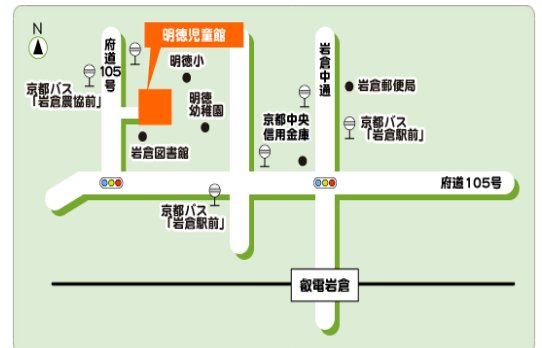 N
府道
105
号
明徳児童館
明徳小
京都バス
「岩倉農協前」
明徳
幼稚園
岩倉図書館
岩倉中通
岩倉郵便局
京都中央
信用金庫
京都バス
「岩倉駅前」
府道105号
京都バス
「岩倉駅前」
叡電岩倉